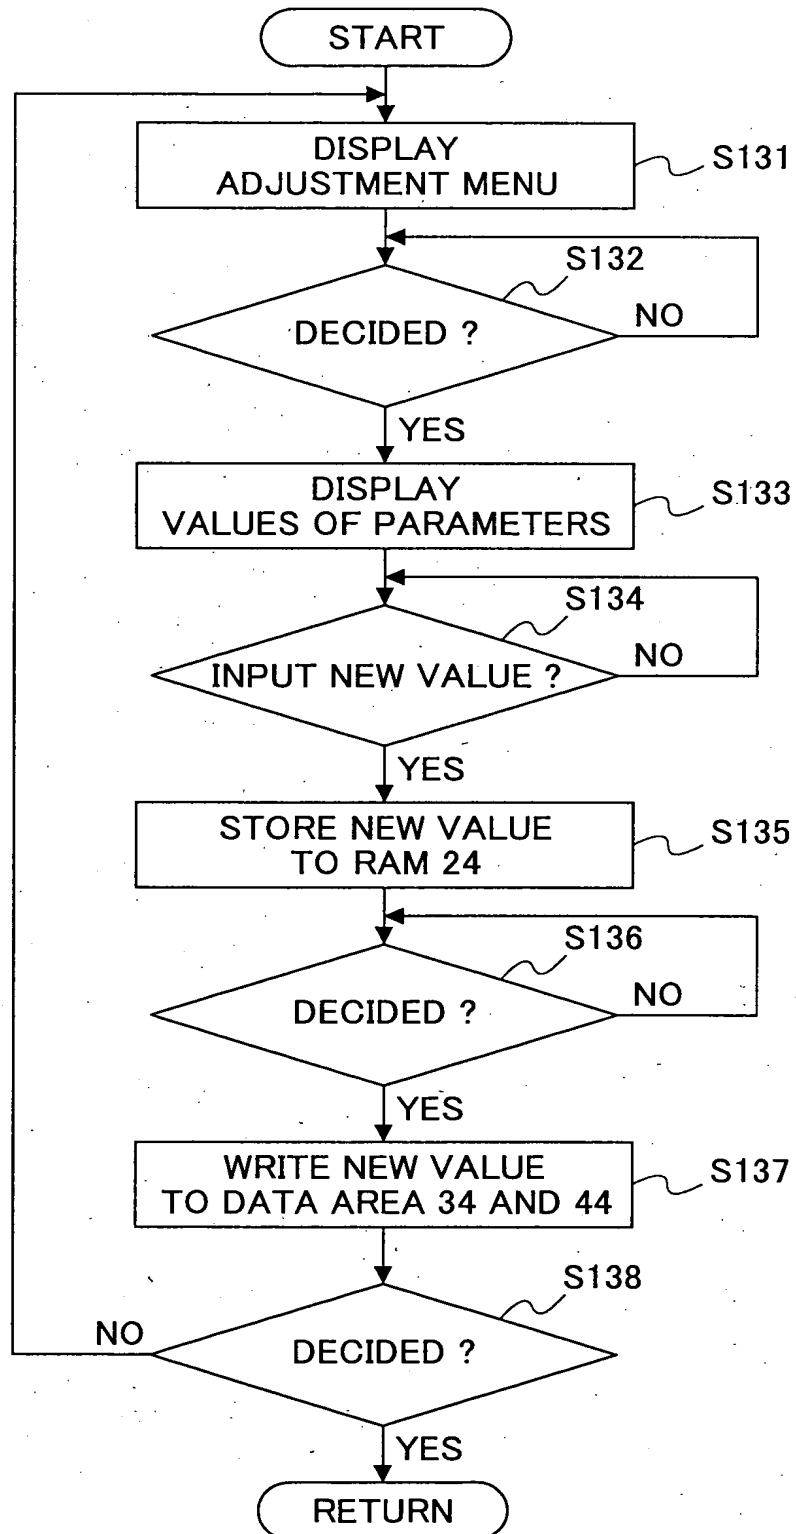 START
DISPLAY
ADJUSTMENT MENU
S131
S132
DECIDED ?
NO
YES
DISPLAY
VALUES OF PARAMETERS
S133
S134
INPUT NEW VALUE ?
NO
YES
STORE NEW VALUE
TO RAM 24
S135
S136
DECIDED ?
NO
YES
WRITE NEW VALUE
TO DATA AREA 34 AND 44
S137
S138
NO
DECIDED ?
YES
RETURN